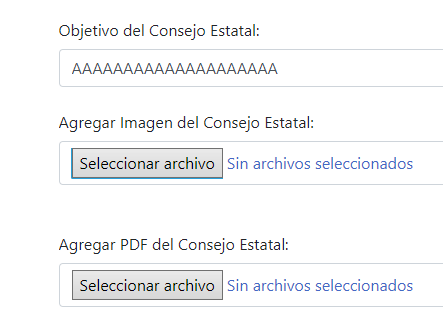 Objetivo del Consejo Estatal:
AAAAAAAAAAAAAAAAAAAA
Agregar Imagen del Consejo Estatal:
Seleccionar archivo Sin archivos seleccionados
Agregar PDF del Consejo Estatal:
Seleccionar archivo Sin archivos seleccionados